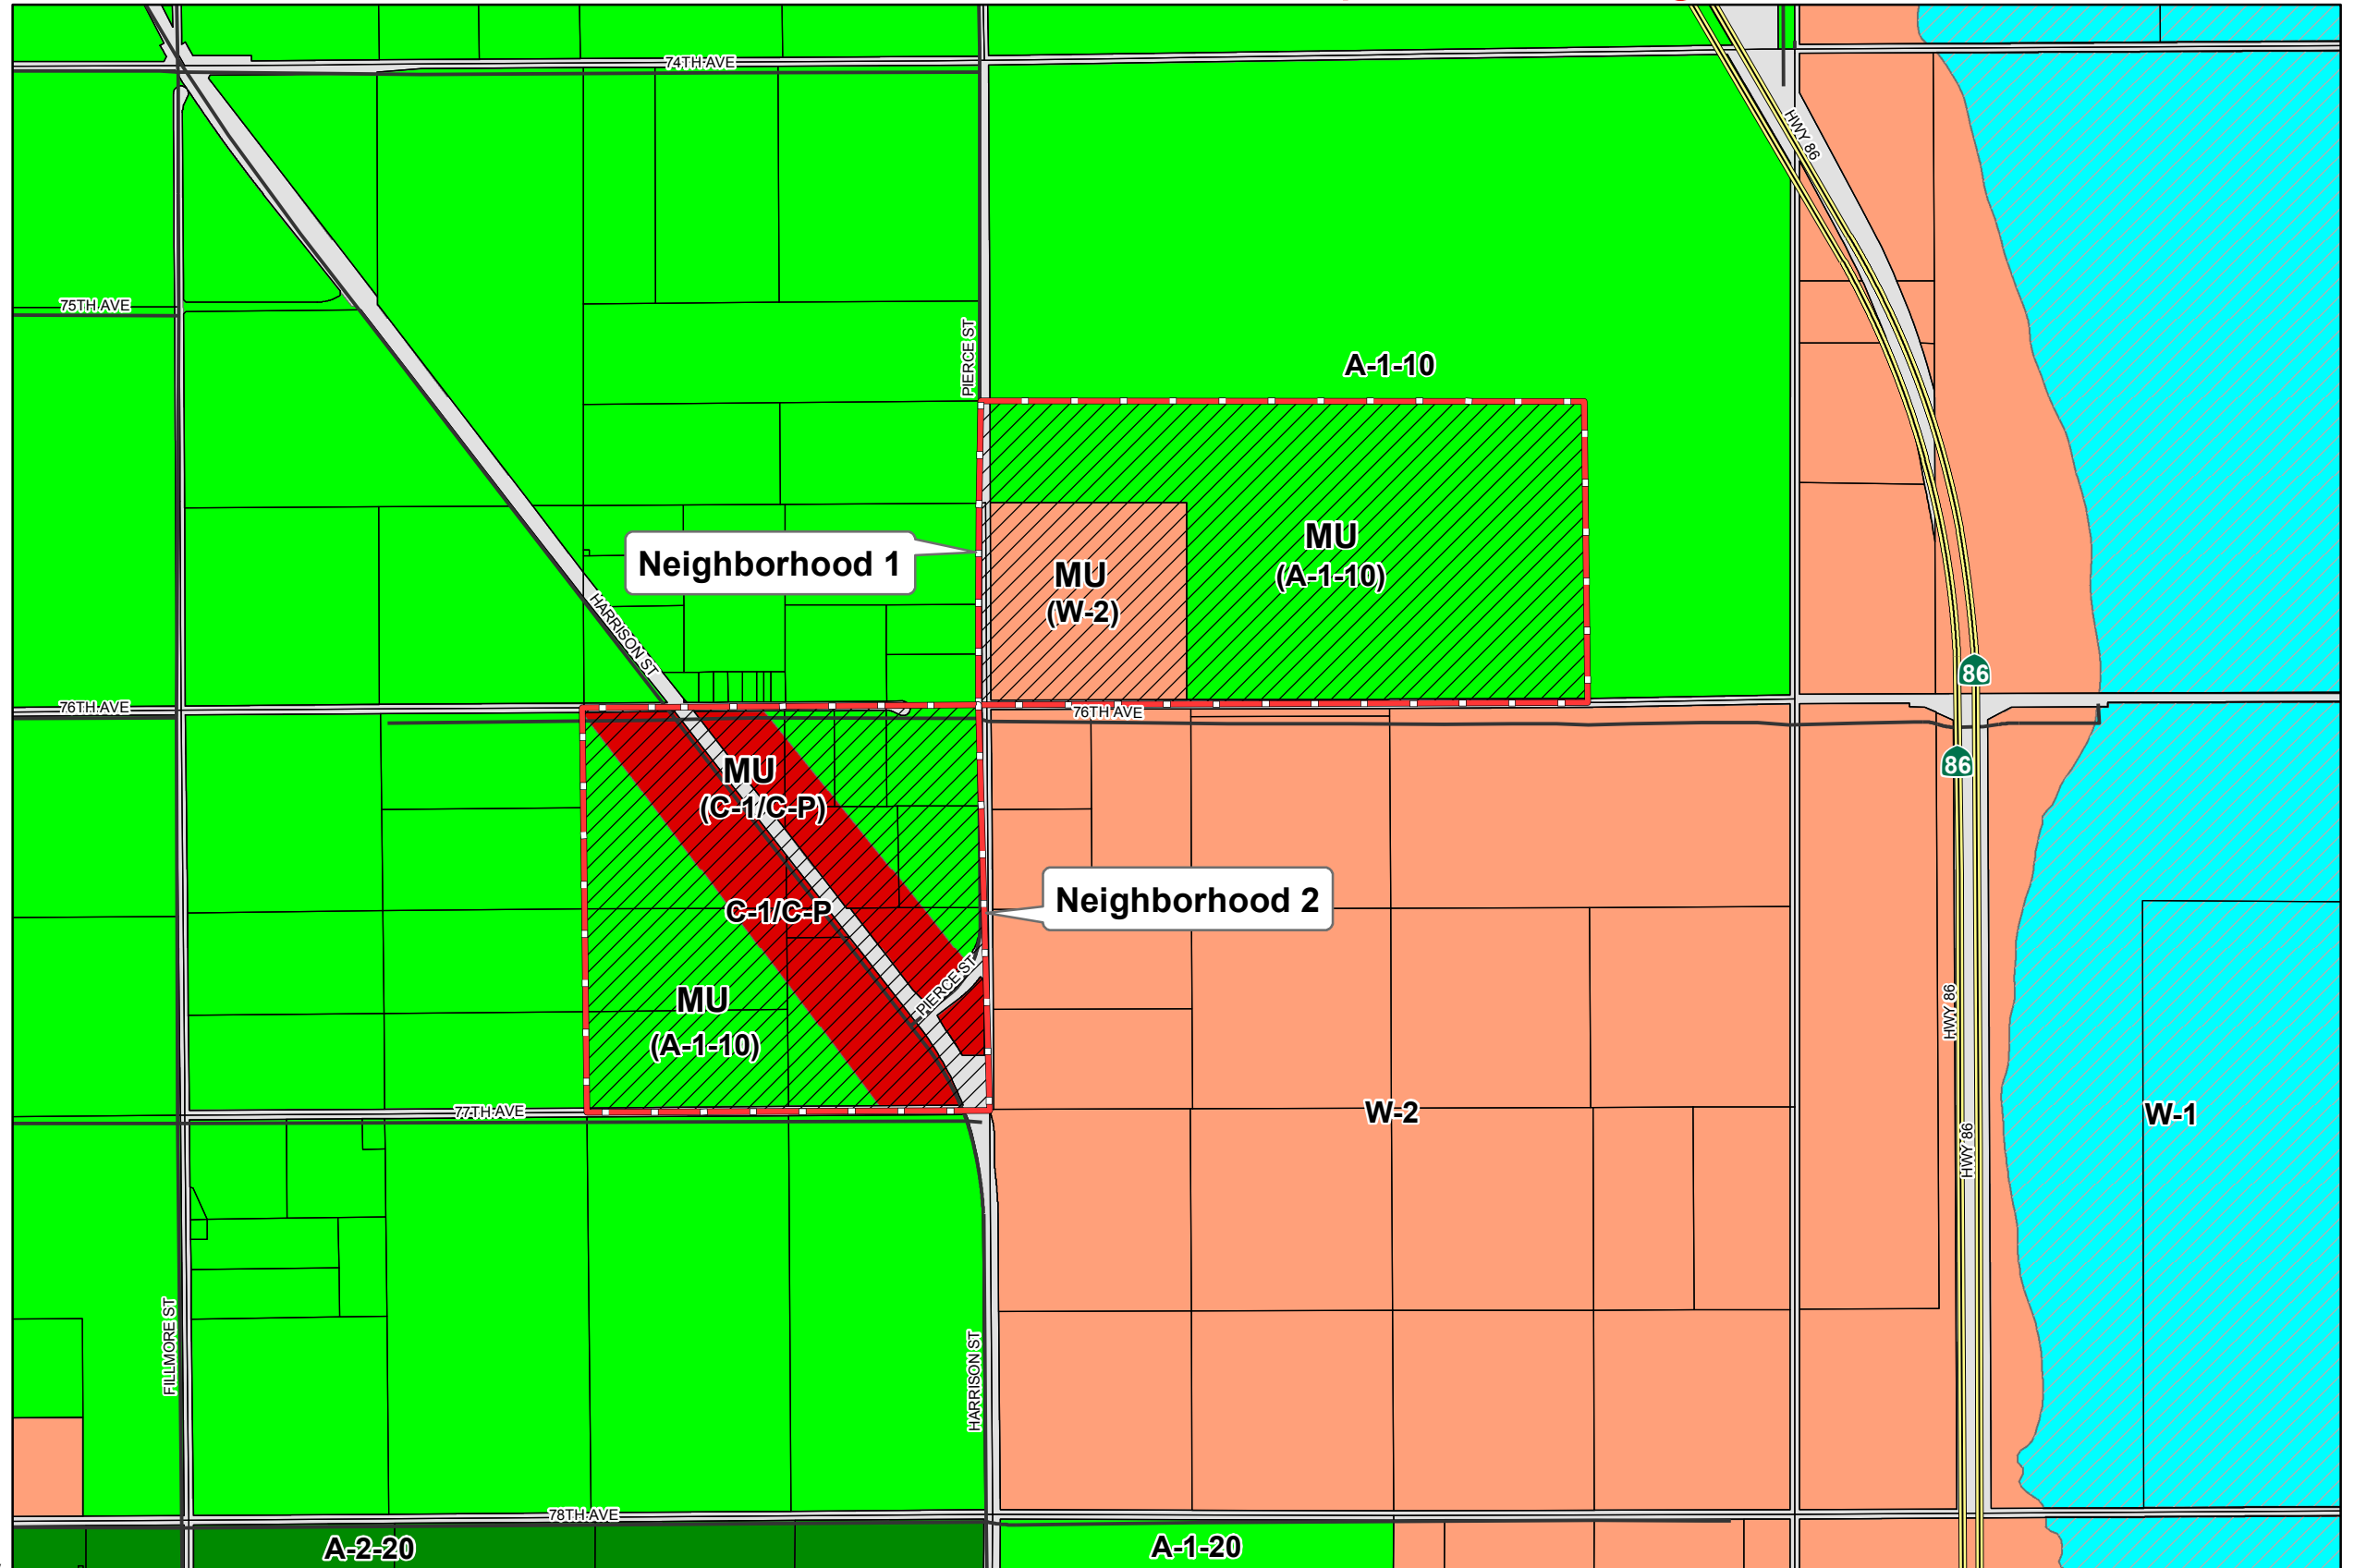 74TH AVE
HWY 86
75TH AVE
PIERCE ST
A-1-10
MU
(A-1-10)
Neighborhood 1
MU
(W-2)
HARRISON ST
86
76TH AVE
76TH AVE
86
MU
(C-1/C-P)
Neighborhood 2
C-1/C-P
PIERCE ST
HWY 86
MU
(A-1-10)
77TH AVE
W-2
W-1
HWY 86
FILLMORE ST
HARRISON ST
78TH AVE
A-2-20
A-1-20